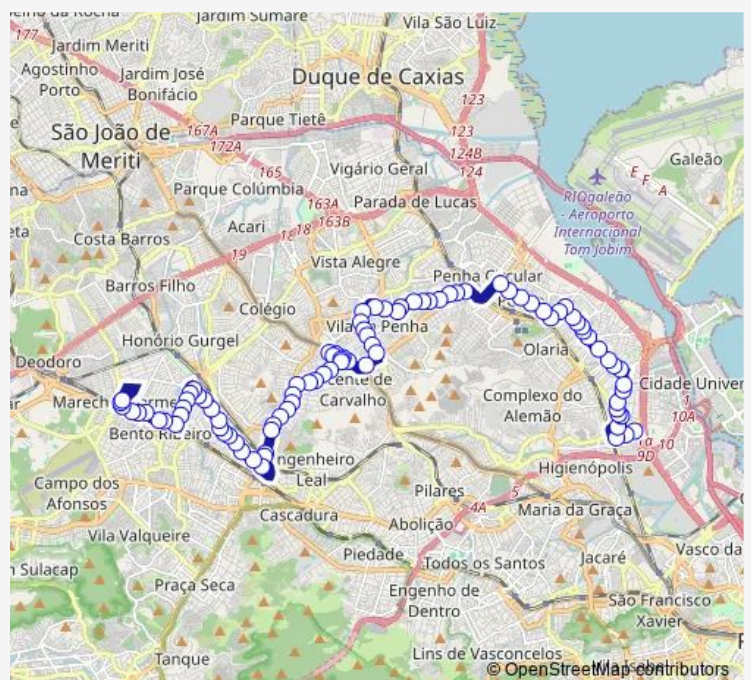 Jardim Sumaré
Vila São Luiz
177
Jardim Meriti
Agostinho
Porto
Jardim José
Bonifácio
Duque de Caxias
123
São João de
Meriti
167A
Parque Tietê
172A
123
124B
165
Vigário Geral
124
Galeão
E F A
Parque Colúmbia
163A
Parada de Lucas
RIOgaleão
- Aeroporto
Internacional
Tom Jobim
Acari
18
163B
Costa Barros
19
Vista Alegre
Barros Filho
Penha Circular
Colégio
Honório Gurgel
Olaria
Deodoro
Carvalho
Complexo do
Alemão
10A
Bento Ribeiro
10
9D
Engenheiro
Leal
Higienópolis
Campo dos
Afonsos
Pilares
5
Maria da Graça
Cascadura
4A
Abolição
Vila Valqueire
Piedade
Todos os Santos
Jacaré
Sulacap
Praça Seca
Engenho de
Dentro
São Francisco
Xavier
Tanque
Lins de Vasconcelos
© OpenStreetMap contributors